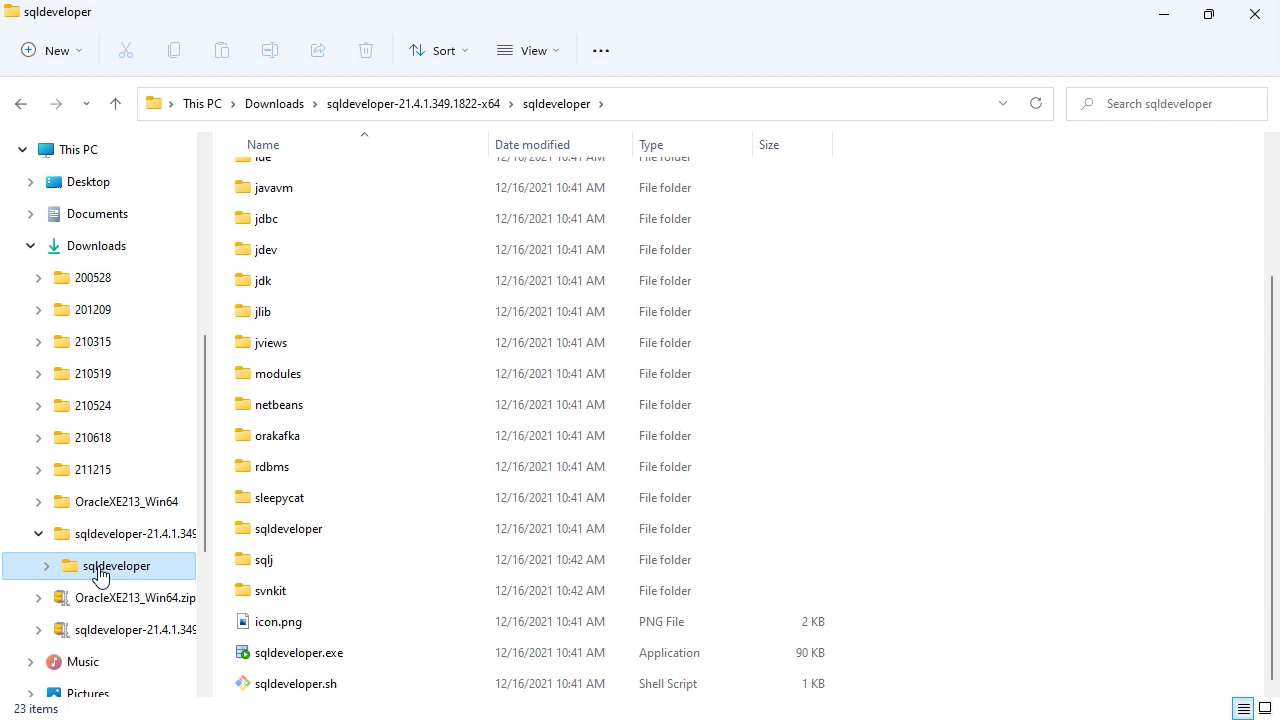 sqldeveloper
New Sort View
This PC Downloads sqldeveloper-21.4.1.349.1822-x64 sqldeveloper Search sqldeveloper
This PC
Desktop
Documents
Downloads
200528
201209
210315
210519
210524
210618
211215
OracleXE213_Win64
sqldeveloper-21.4.1.349
sqldeveloper
OracleXE213_Win64.zip
sqldeveloper-21.4.1.349
Music
Pictures
Name Date modified Type Size
ide 12/16/2021 10:41 AM File folder
javavm 12/16/2021 10:41 AM File folder
jdbc 12/16/2021 10:41 AM File folder
jdev 12/16/2021 10:41 AM File folder
jdk 12/16/2021 10:41 AM File folder
jlib 12/16/2021 10:41 AM File folder
jviews 12/16/2021 10:41 AM File folder
modules 12/16/2021 10:41 AM File folder
netbeans 12/16/2021 10:41 AM File folder
orakafka 12/16/2021 10:41 AM File folder
rdbms 12/16/2021 10:41 AM File folder
sleepycat 12/16/2021 10:41 AM File folder
sqldeveloper 12/16/2021 10:41 AM File folder
sqlj 12/16/2021 10:42 AM File folder
svnkit 12/16/2021 10:42 AM File folder
icon.png 12/16/2021 10:41 AM PNG File 2 KB
sqldeveloper.exe 12/16/2021 10:41 AM Application 90 KB
sqldeveloper.sh 12/16/2021 10:41 AM Shell Script 1 KB
23 items